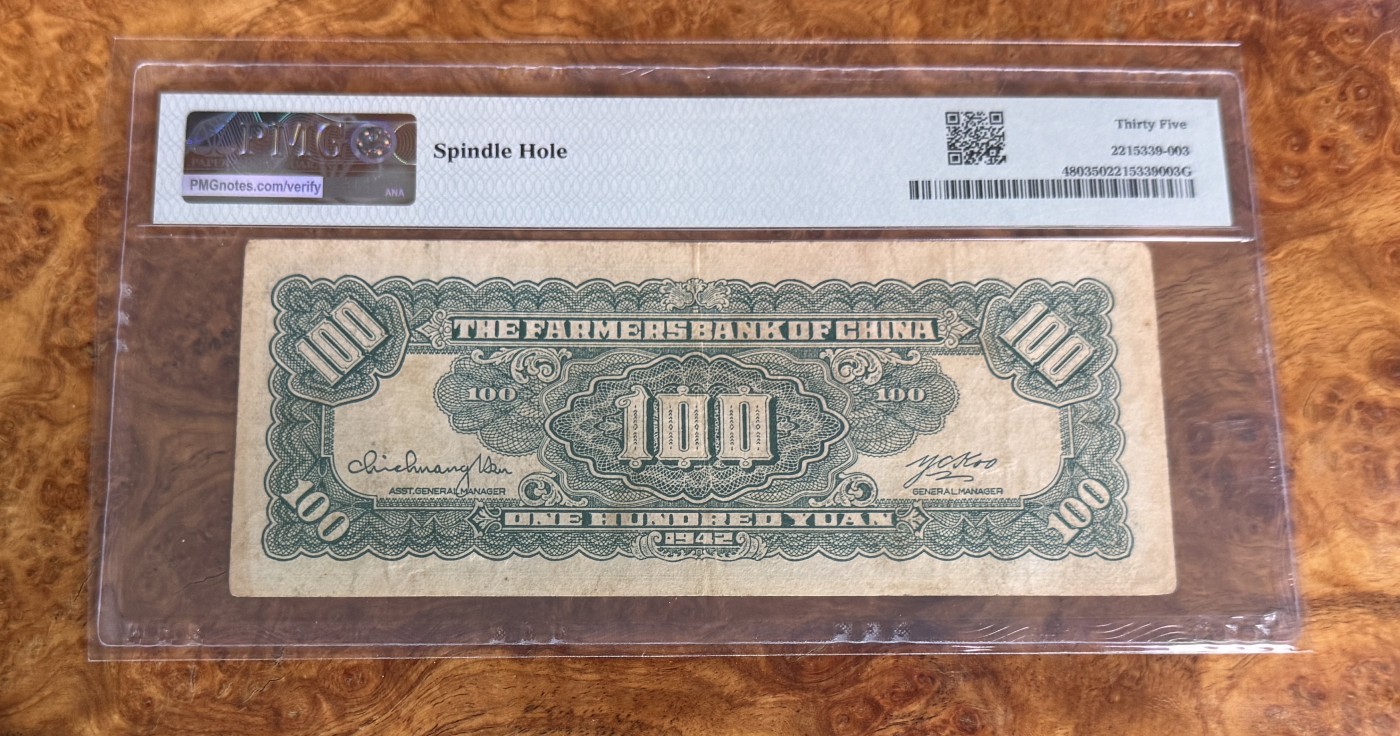 PMG
PMGnotes.com/verify
ANA
Spindle Hole
Thirty Five
2215339-003
4803502215339003G
100
100
THE FARMERS BANK OF CHINA
100
100
100
ASST. GENERAL MANAGER
GENERAL MANAGER
100
100
ONE HUNDRED YUAN
1942